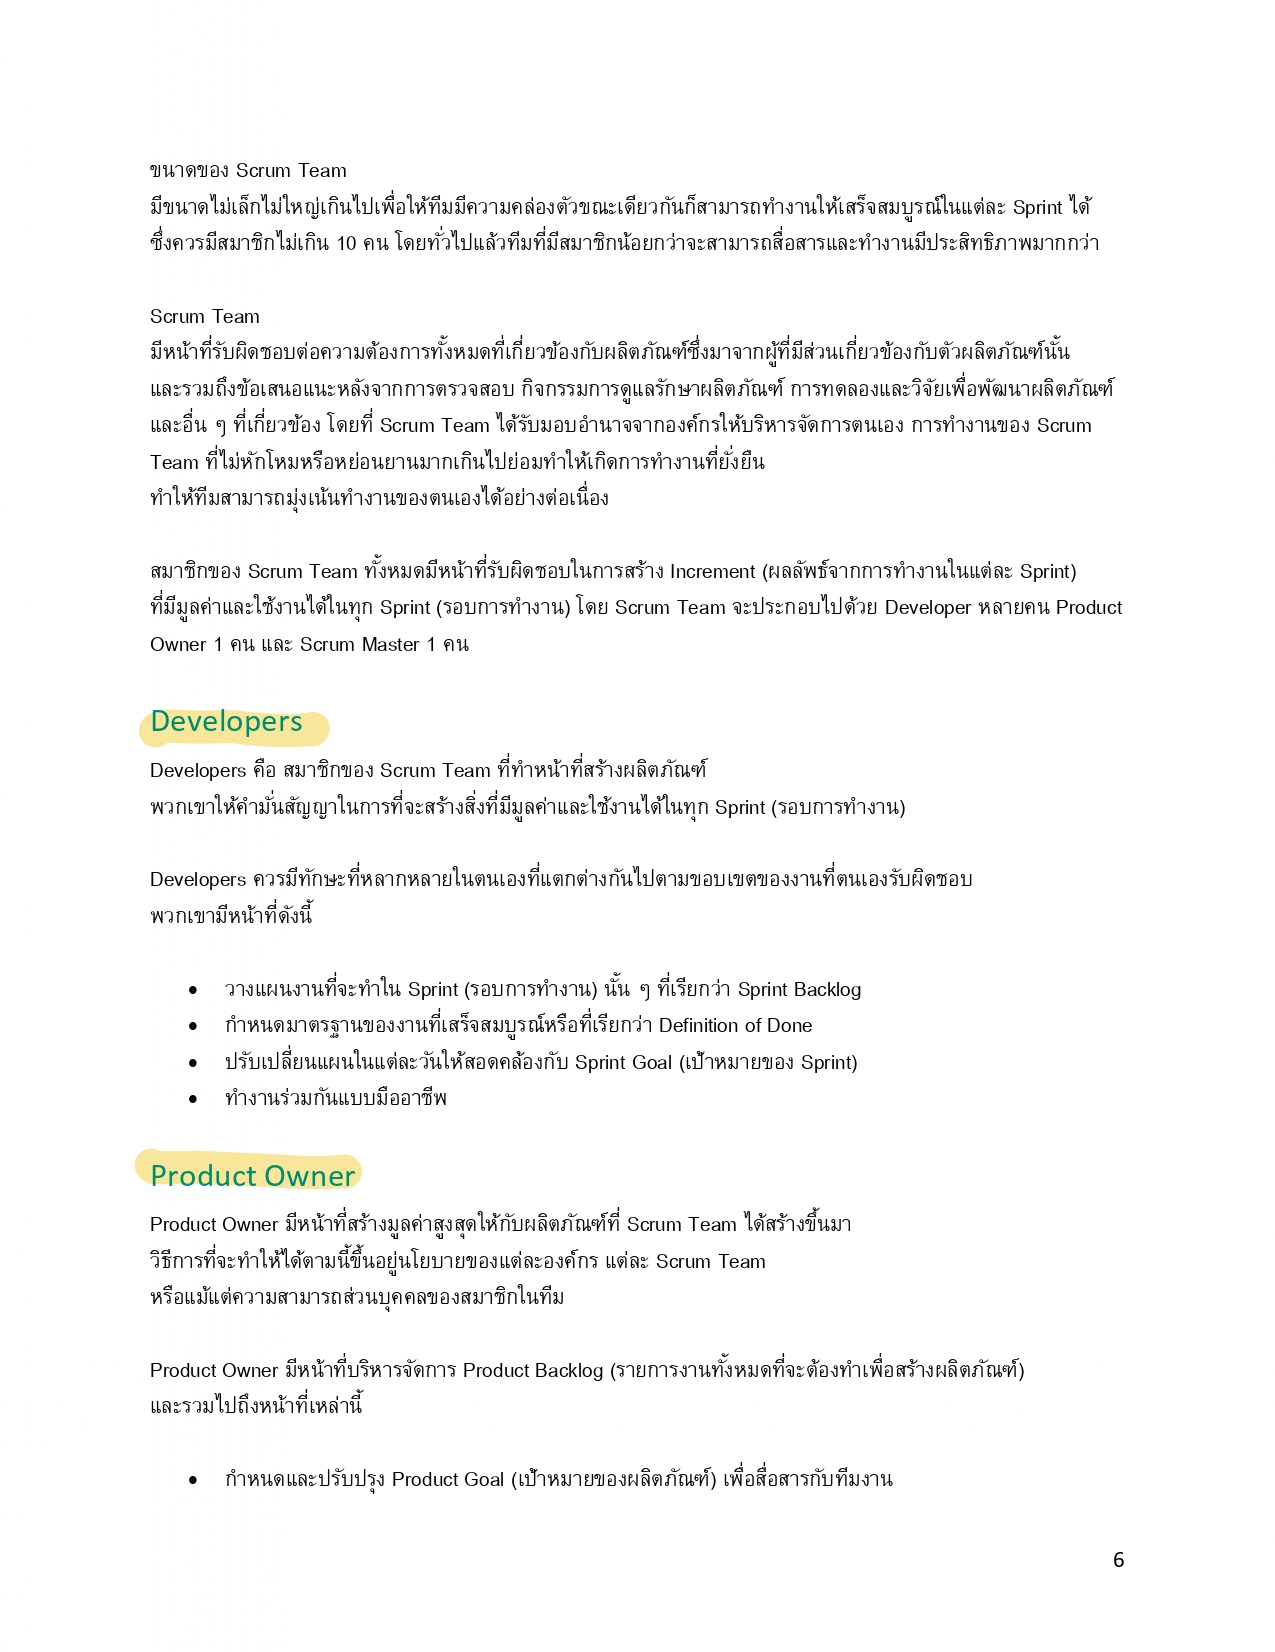 ขนาดของ Scrum Team
มีขนาดไม่เล็กไม่ใหญ่เกินไปเพื่อให้ทีมมีความคล่องตัวขณะเดียวกันก็สามารถทำงานให้เสร็จสมบูรณ์ในแต่ละ Sprint ได้
ซึ่งควรมีสมาชิกไม่เกิน 10 คน โดยทั่วไปแล้วทีมที่มีสมาชิกน้อยกว่าจะสามารถสื่อสารและทำงานมีประสิทธิภาพมากกว่า
Scrum Team
มีหน้าที่รับผิดชอบต่อความต้องการทั้งหมดที่เกี่ยวข้องกับผลิตภัณฑ์ซึ่งมาจากผู้ที่มีส่วนเกี่ยวข้องกับตัวผลิตภัณฑ์นั้น
และรวมถึงข้อเสนอแนะหลังจากการตรวจสอบ กิจกรรมการดูแลรักษาผลิตภัณฑ์ การทดลองและวิจัยเพื่อพัฒนาผลิตภัณฑ์
และอื่น ๆ ที่เกี่ยวข้อง โดยที่ Scrum Team ได้รับมอบอำนาจจากองค์กรให้บริหารจัดการตนเอง การทำงานของ Scrum
Team ที่ไม่หักโหมหรือหย่อนยานมากเกินไปย่อมทำให้เกิดการทำงานที่ยั่งยืน
ทำให้ทีมสามารถมุ่งเน้นทำงานของตนเองได้อย่างต่อเนื่อง
สมาชิกของ Scrum Team ทั้งหมดมีหน้าที่รับผิดชอบในการสร้าง Increment (ผลลัพธ์จากการทำงานในแต่ละ Sprint)
ที่มีมูลค่าและใช้งานได้ในทุก Sprint (รอบการทำงาน) โดย Scrum Team จะประกอบไปด้วย Developer หลายคน Product
Owner 1 คน และ Scrum Master 1 คน
Developers
Developers คือ สมาชิกของ Scrum Team ที่ทำหน้าที่สร้างผลิตภัณฑ์
พวกเขาให้คำมั่นสัญญาในการที่จะสร้างสิ่งที่มีมูลค่าและใช้งานได้ในทุก Sprint (รอบการทำงาน)
Developers ควรมีทักษะที่หลากหลายในตนเองที่แตกต่างกันไปตามขอบเขตของงานที่ตนเองรับผิดชอบ
พวกเขามีหน้าที่ดังนี้
• วางแผนงานที่จะทำใน Sprint (รอบการทำงาน) นั้น ๆ ที่เรียกว่า Sprint Backlog
• กำหนดมาตรฐานของงานที่เสร็จสมบูรณ์หรือที่เรียกว่า Definition of Done
• ปรับเปลี่ยนแผนในแต่ละวันให้สอดคล้องกับ Sprint Goal (เป้าหมายของ Sprint)
• ทำงานร่วมกันแบบมืออาชีพ
Product Owner
Product Owner มีหน้าที่สร้างมูลค่าสูงสุดให้กับผลิตภัณฑ์ที่ Scrum Team ได้สร้างขึ้นมา
วิธีการที่จะทำให้ได้ตามนี้ขึ้นอยู่นโยบายของแต่ละองค์กร แต่ละ Scrum Team
หรือแม้แต่ความสามารถส่วนบุคคลของสมาชิกในทีม
Product Owner มีหน้าที่บริหารจัดการ Product Backlog (รายการงานทั้งหมดที่จะต้องทำเพื่อสร้างผลิตภัณฑ์)
และรวมไปถึงหน้าที่เหล่านี้
• กำหนดและปรับปรุง Product Goal (เป้าหมายของผลิตภัณฑ์) เพื่อสื่อสารกับทีมงาน
6